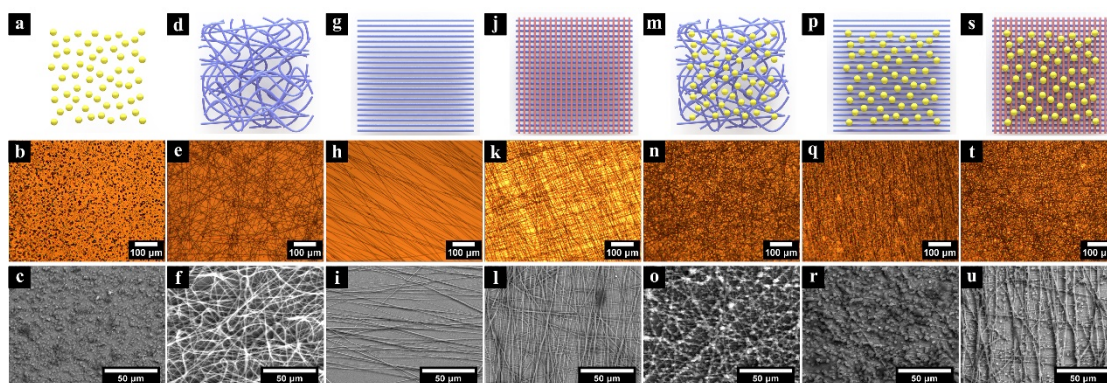 a d g j m p s
b e h k n q t
100 µm 100 µm 100 µm 100 µm 100 µm 100 µm 100 µm
c f i l o r u
50 µm 50 µm 50 µm 50 µm 50 µm 50 µm 50 µm